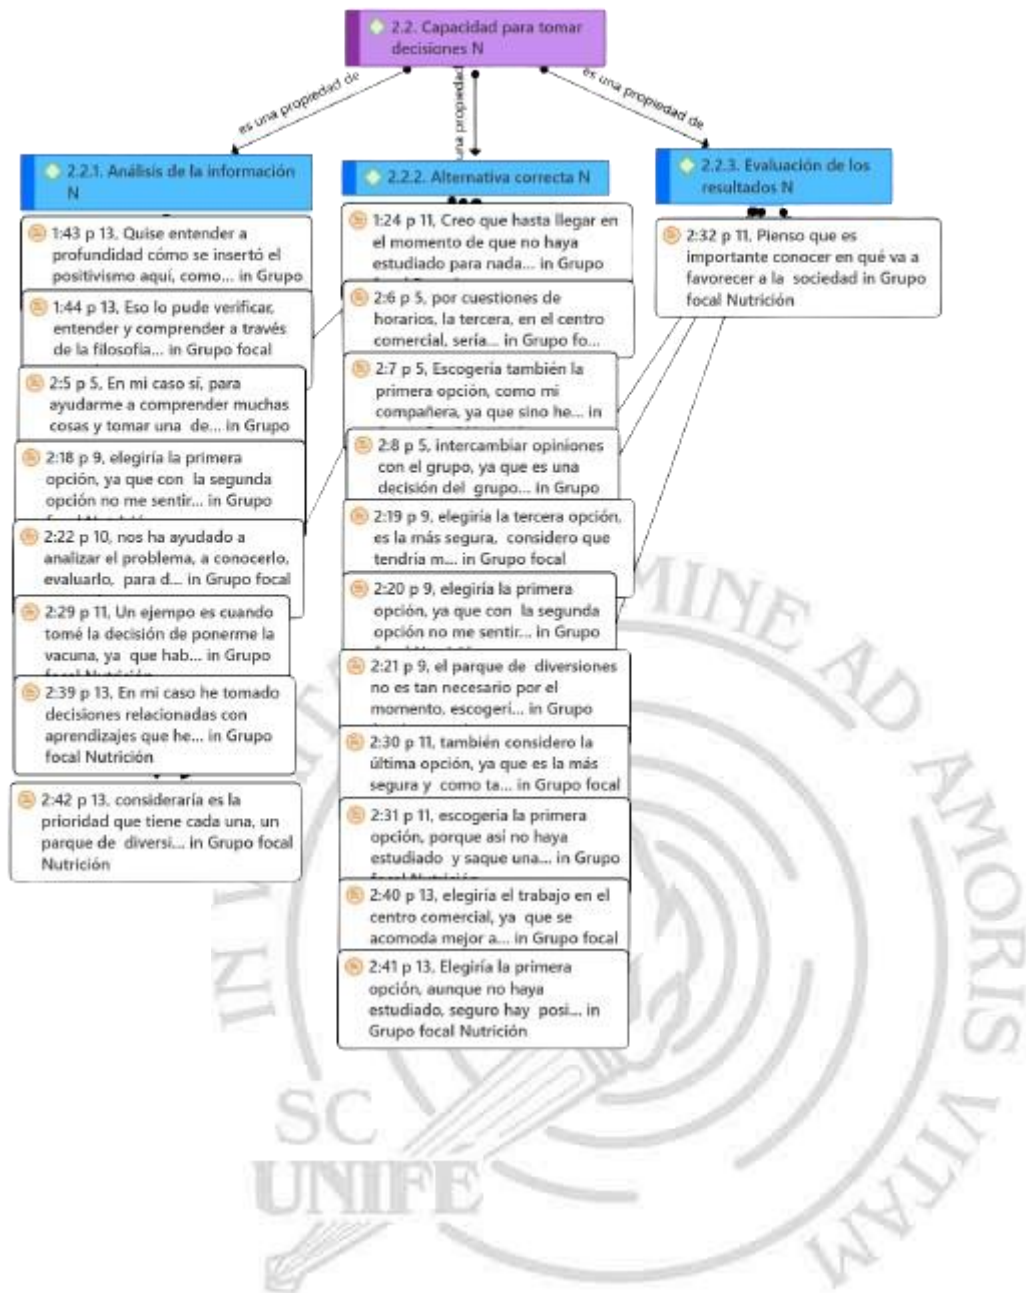 2.2. Capacidad para tomar
decisiones N
es una propiedad de
una propiedad
es una propiedad de
2.2.1. Análisis de la información
N
1:43 p 13, Quise entender a
profundidad cómo se insertó el
positivismo aquí, como... in Grupo
1:44 p 13, Eso lo pude verificar,
entender y comprender a través
de la filosofía... in Grupo focal
2:5 p 5, En mi caso sí, para
ayudarme a comprender muchas
cosas y tomar una de... in Grupo
2:18 p 9, elegiría la primera
opción, ya que con la segunda
opción no me sentir... in Grupo
focal Nutrición
2:22 p 10, nos ha ayudado a
analizar el problema, a conocerlo,
evaluarlo, para d... in Grupo focal
2:29 p 11, Un ejempo es cuando
tomé la decisión de ponerme la
vacuna, ya que hab... in Grupo
focal Nutrición
2:39 p 13, En mi caso he tomado
decisiones relacionadas con
aprendizajes que he... in Grupo
focal Nutrición
2:42 p 13, consideraría es la
prioridad que tiene cada una, un
parque de diversi... in Grupo focal
Nutrición
2.2.2. Alternativa correcta N
1:24 p 11, Creo que hasta llegar en
el momento de que no haya
estudiado para nada... in Grupo
2:6 p 5, por cuestiones de
horarios, la tercera, en el centro
comercial, sería... in Grupo fo...
2:7 p 5, Escogería también la
primera opción, como mi
compañera, ya que sino he... in
2:8 p 5, intercambiar opiniones
con el grupo, ya que es una
decisión del grupo... in Grupo
2:19 p 9, elegiría la tercera opción,
es la más segura, considero que
tendría m... in Grupo focal
2:20 p 9, elegiría la primera
opción, ya que con la segunda
opción no me sentir... in Grupo
2:21 p 9, el parque de diversiones
no es tan necesario por el
momento, escogerí... in Grupo
2:30 p 11, también considero la
última opción, ya que es la más
segura y como ta... in Grupo focal
2:31 p 11, escogería la primera
opción, porque así no haya
estudiado y saque una... in Grupo
focal Nutrición
2:40 p 13, elegiría el trabajo en el
centro comercial, ya que se
acomoda mejor a... in Grupo focal
2:41 p 13, Elegiría la primera
opción, aunque no haya
estudiado, seguro hay posi... in
Grupo focal Nutrición
2.2.3. Evaluación de los
resultados N
2:32 p 11, Pienso que es
importante conocer en qué va a
favorecer a la sociedad in Grupo
focal Nutrición
AD AMORIS VITAM
SC
UNIFE